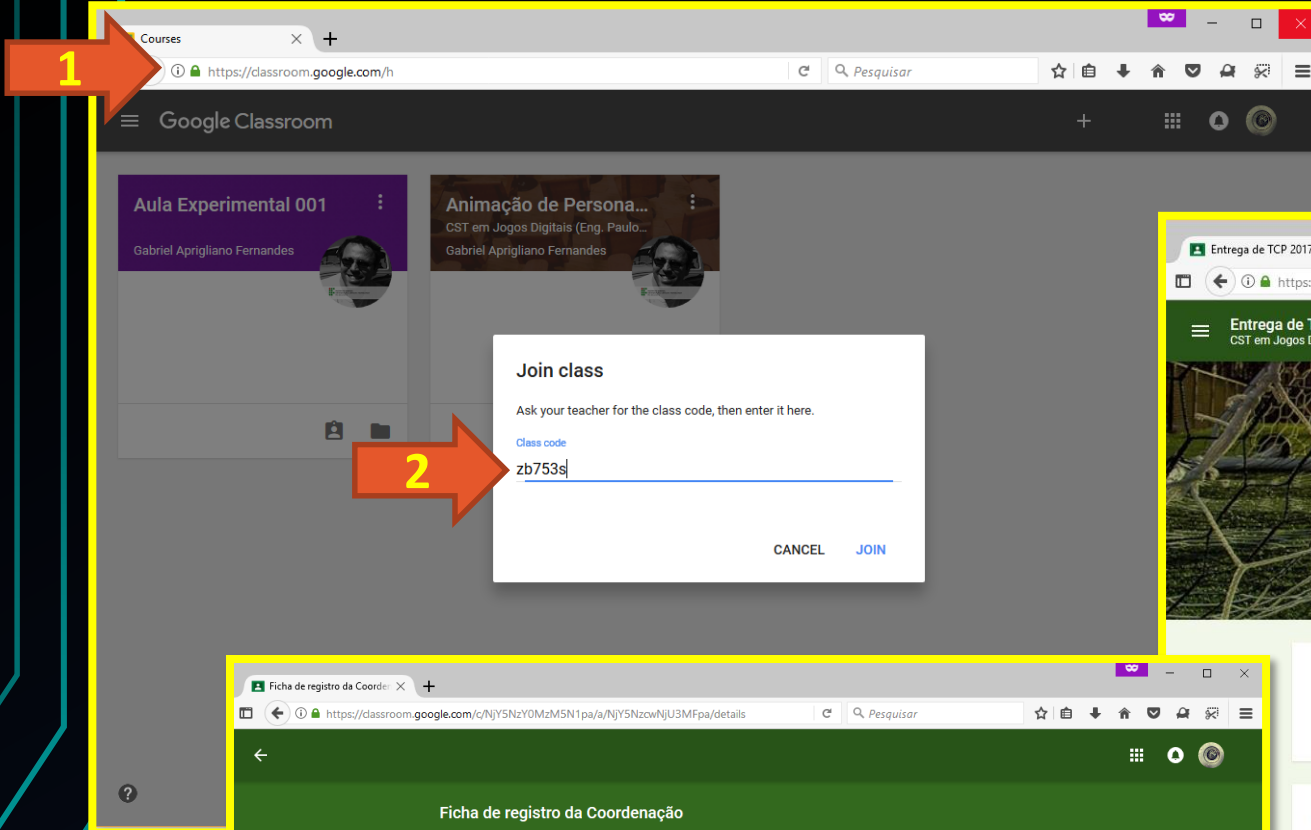 1
Courses
https://classroom.google.com/h
Pesquisar
Google Classroom
Aula Experimental 001
Gabriel Aprigliano Fernandes
Animação de Persona...
CST em Jogos Digitais (Eng. Paulo...
Gabriel Aprigliano Fernandes
Join class
Ask your teacher for the class code, then enter it here.
Class code
2
zb753s
CANCEL
JOIN
Entrega de TCP 2017
https:
Entrega de T
CST em Jogos D
Ficha de registro da Coorden
https://classroom.google.com/c/NjY5NzY0MzM5N1pa/a/NjY5NzcwNjU3MFpa/details
Pesquisar
Ficha de registro da Coordenação